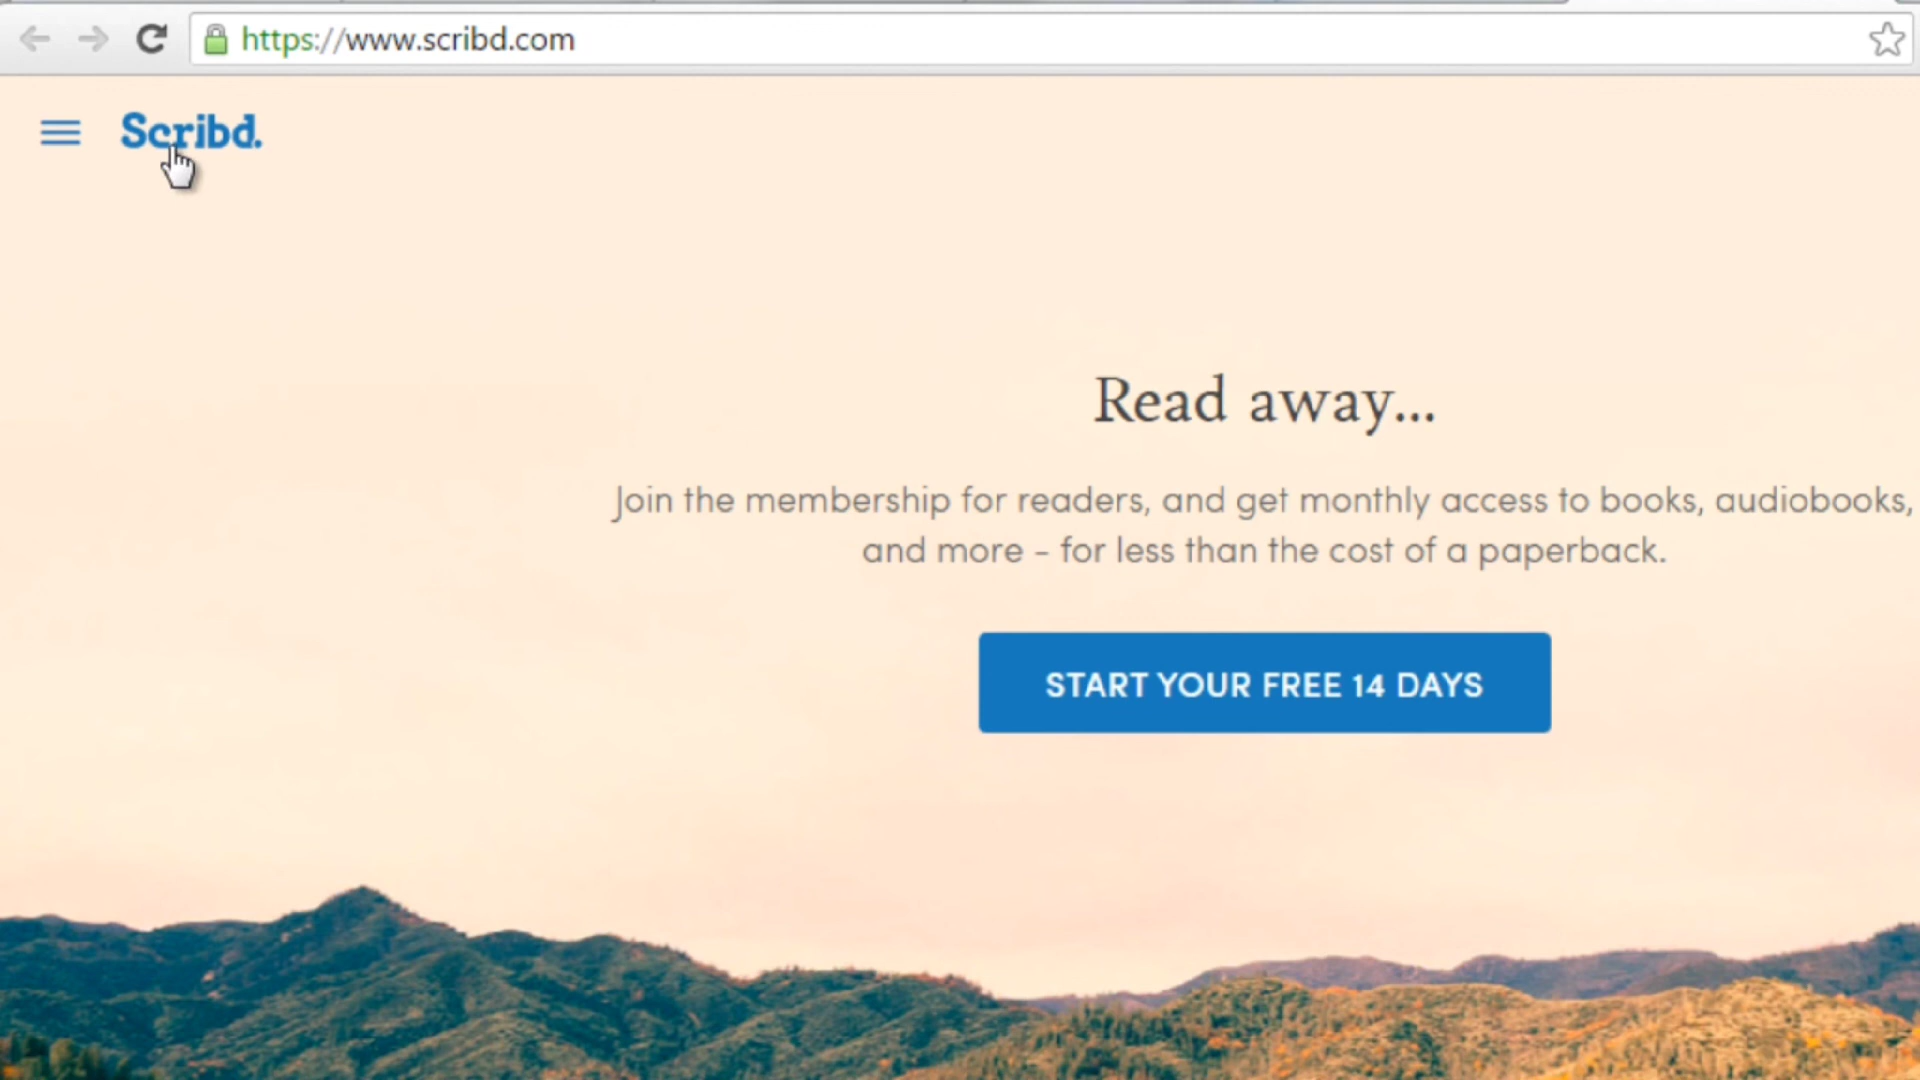 https://www.scribd.com
Scribd.
Read away...
Join the membership for readers, and get monthly access to books, audiobooks,
and more - for less than the cost of a paperback.
START YOUR FREE 14 DAYS